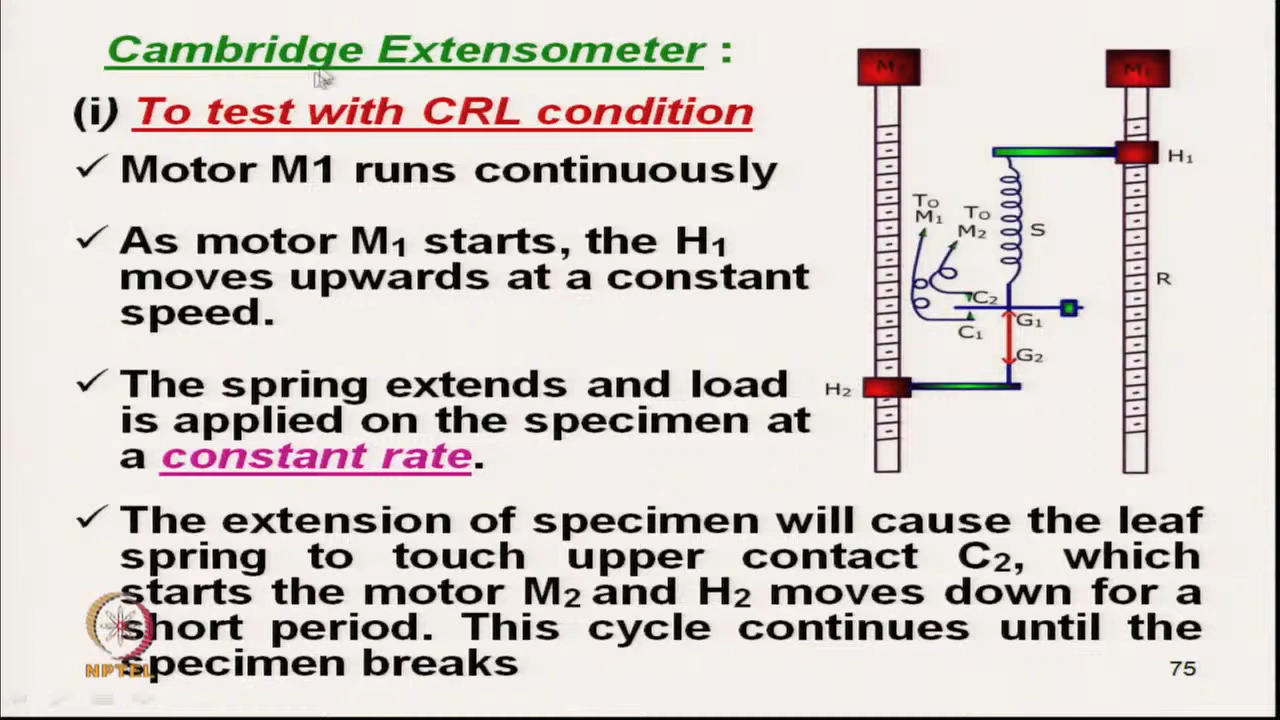 Cambridge Extensometer :
(i) To test with CRL condition
✓ Motor M1 runs continuously
✓ As motor M₁ starts, the H₁
moves upwards at a constant
speed.
✓ The spring extends and load
is applied on the specimen at
a constant rate.
✓ The extension of specimen will cause the leaf
spring to touch upper contact C₂, which
starts the motor M₂ and H₂ moves down for a
short period. This cycle continues until the
specimen breaks
M₁
H₁
To
M₁
To
M₂
S
R
C₂
G₁
C₁
G₂
H₂
NPTEL
75